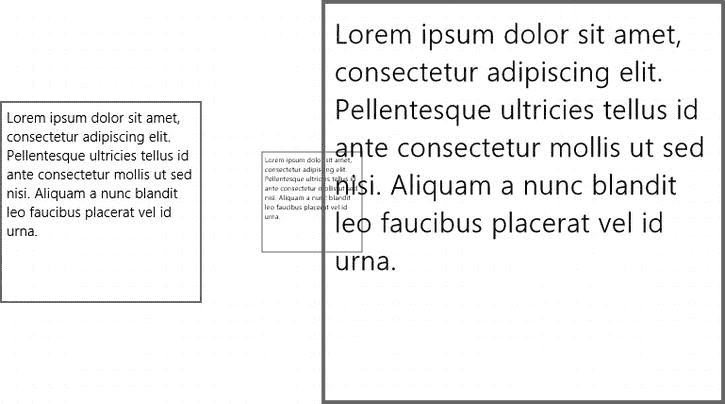 Lorem ipsum dolor sit amet,
consectetur adipiscing elit.
Pellentesque ultricies tellus id
ante consectetur mollis ut sed
nisi. Aliquam a nunc blandit
leo faucibus placerat vel id
urna.
Lorem ipsum dolor sit amet,
consectetur adipiscing elit.
Pellentesque ultricies tellus id
ante consectetur mollis ut sed
nisi. Aliquam a nunc blandit
leo faucibus placerat vel id
urna.
Lorem ipsum dolor sit amet,
consectetur adipiscing elit.
Pellentesque ultricies tellus id
ante consectetur mollis ut sed
nisi. Aliquam a nunc blandit
leo faucibus placerat vel id
urna.